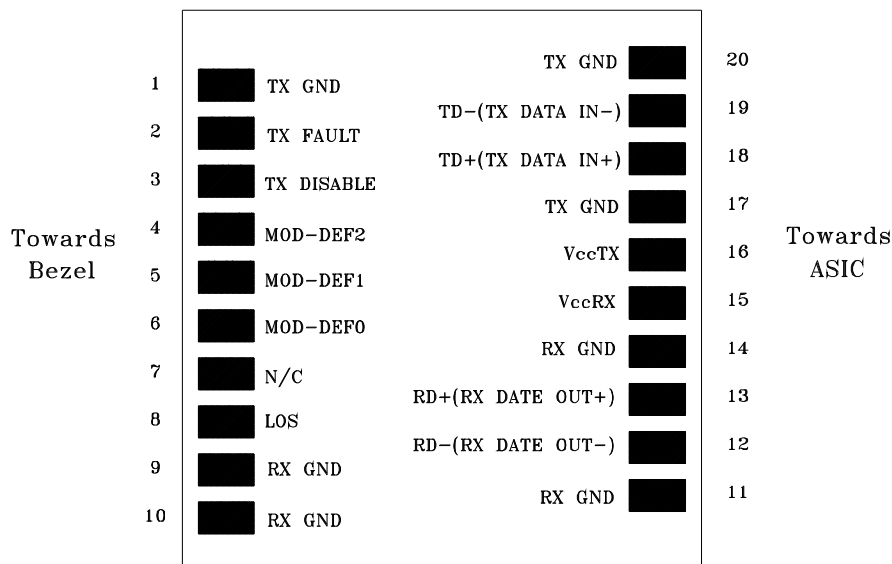 Towards
Bezel
1 TX GND
2 TX FAULT
3 TX DISABLE
4 MOD-DEF2
5 MOD-DEF1
6 MOD-DEF0
7 N/C
8 LOS
9 RX GND
10 RX GND
TX GND 20
TD-(TX DATA IN-) 19
TD+(TX DATA IN+) 18
TX GND 17
VccTX 16
VccRX 15
RX GND 14
RD+(RX DATE OUT+) 13
RD-(RX DATE OUT-) 12
RX GND 11
Towards
ASIC